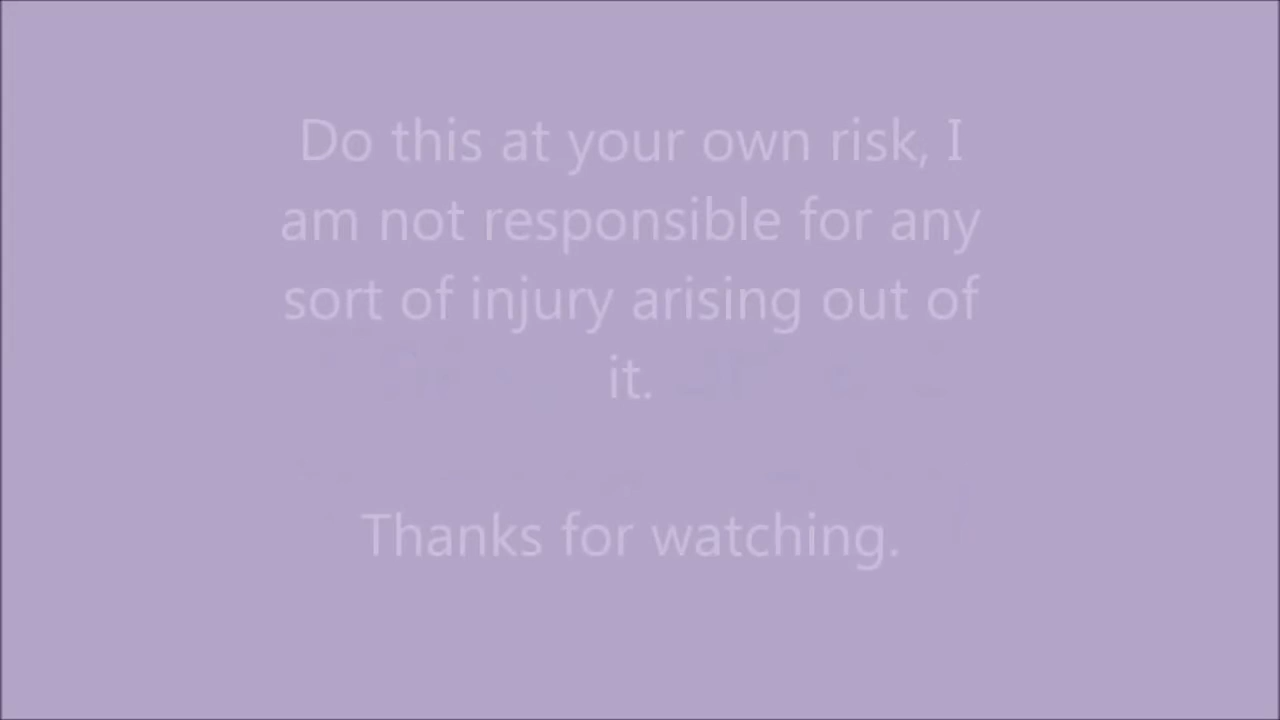 Do this at your own risk, I
am not responsible for any
sort of injury arising out of
it.
Thanks for watching.